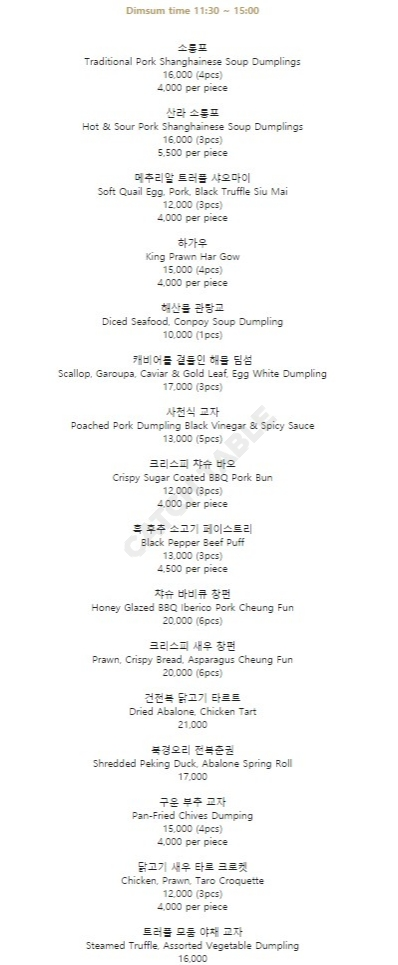 Dimsum time 11:30 ~ 15:00
소룡포
Traditional Pork Shanghainese Soup Dumplings
16,000 (4pcs)
4,000 per piece
산라 소룡포
Hot & Sour Pork Shanghainese Soup Dumplings
16,000 (3pcs)
5,500 per piece
메추리알 트러플 샤오마이
Soft Quail Egg, Pork, Black Truffle Siu Mai
12,000 (3pcs)
4,000 per piece
하가우
King Prawn Har Gow
15,000 (4pcs)
4,000 per piece
해산물 관탕교
Diced Seafood, Conpoy Soup Dumpling
10,000 (1pcs)
캐비어를 곁들인 해물 딤섬
Scallop, Garoupa, Caviar & Gold Leaf, Egg White Dumpling
17,000 (3pcs)
사천식 교자
Poached Pork Dumpling Black Vinegar & Spicy Sauce
13,000 (5pcs)
크리스피 챠슈 바오
Crispy Sugar Coated BBQ Pork Bun
12,000 (3pcs)
4,000 per piece
흑 후추 소고기 페이스트리
Black Pepper Beef Puff
13,000 (3pcs)
4,500 per piece
챠슈 바비큐 창펀
Honey Glazed BBQ Iberico Pork Cheung Fun
20,000 (6pcs)
크리스피 새우 창펀
Prawn, Crispy Bread, Asparagus Cheung Fun
20,000 (6pcs)
건전복 닭고기 타르트
Dried Abalone, Chicken Tart
21,000
북경오리 전복춘권
Shredded Peking Duck, Abalone Spring Roll
17,000
구운 부추 교자
Pan-Fried Chives Dumping
15,000 (4pcs)
4,000 per piece
닭고기 새우 타로 크로켓
Chicken, Prawn, Taro Croquette
12,000 (3pcs)
4,000 per piece
트러플 모둠 야채 교자
Steamed Truffle, Assorted Vegetable Dumpling
16,000